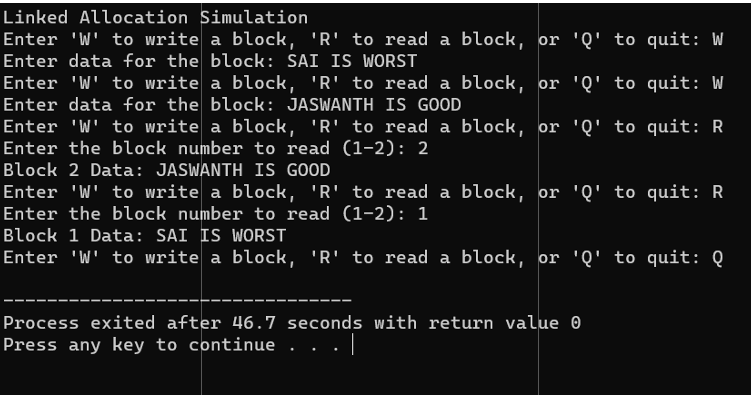 Linked Allocation Simulation
Enter 'W' to write a block, 'R' to read a block, or 'Q' to quit: W
Enter data for the block: SAI IS WORST
Enter 'W' to write a block, 'R' to read a block, or 'Q' to quit: W
Enter data for the block: JASWANTH IS GOOD
Enter 'W' to write a block, 'R' to read a block, or 'Q' to quit: R
Enter the block number to read (1-2): 2
Block 2 Data: JASWANTH IS GOOD
Enter 'W' to write a block, 'R' to read a block, or 'Q' to quit: R
Enter the block number to read (1-2): 1
Block 1 Data: SAI IS WORST
Enter 'W' to write a block, 'R' to read a block, or 'Q' to quit: Q
--------------------------------
Process exited after 46.7 seconds with return value 0
Press any key to continue . . .